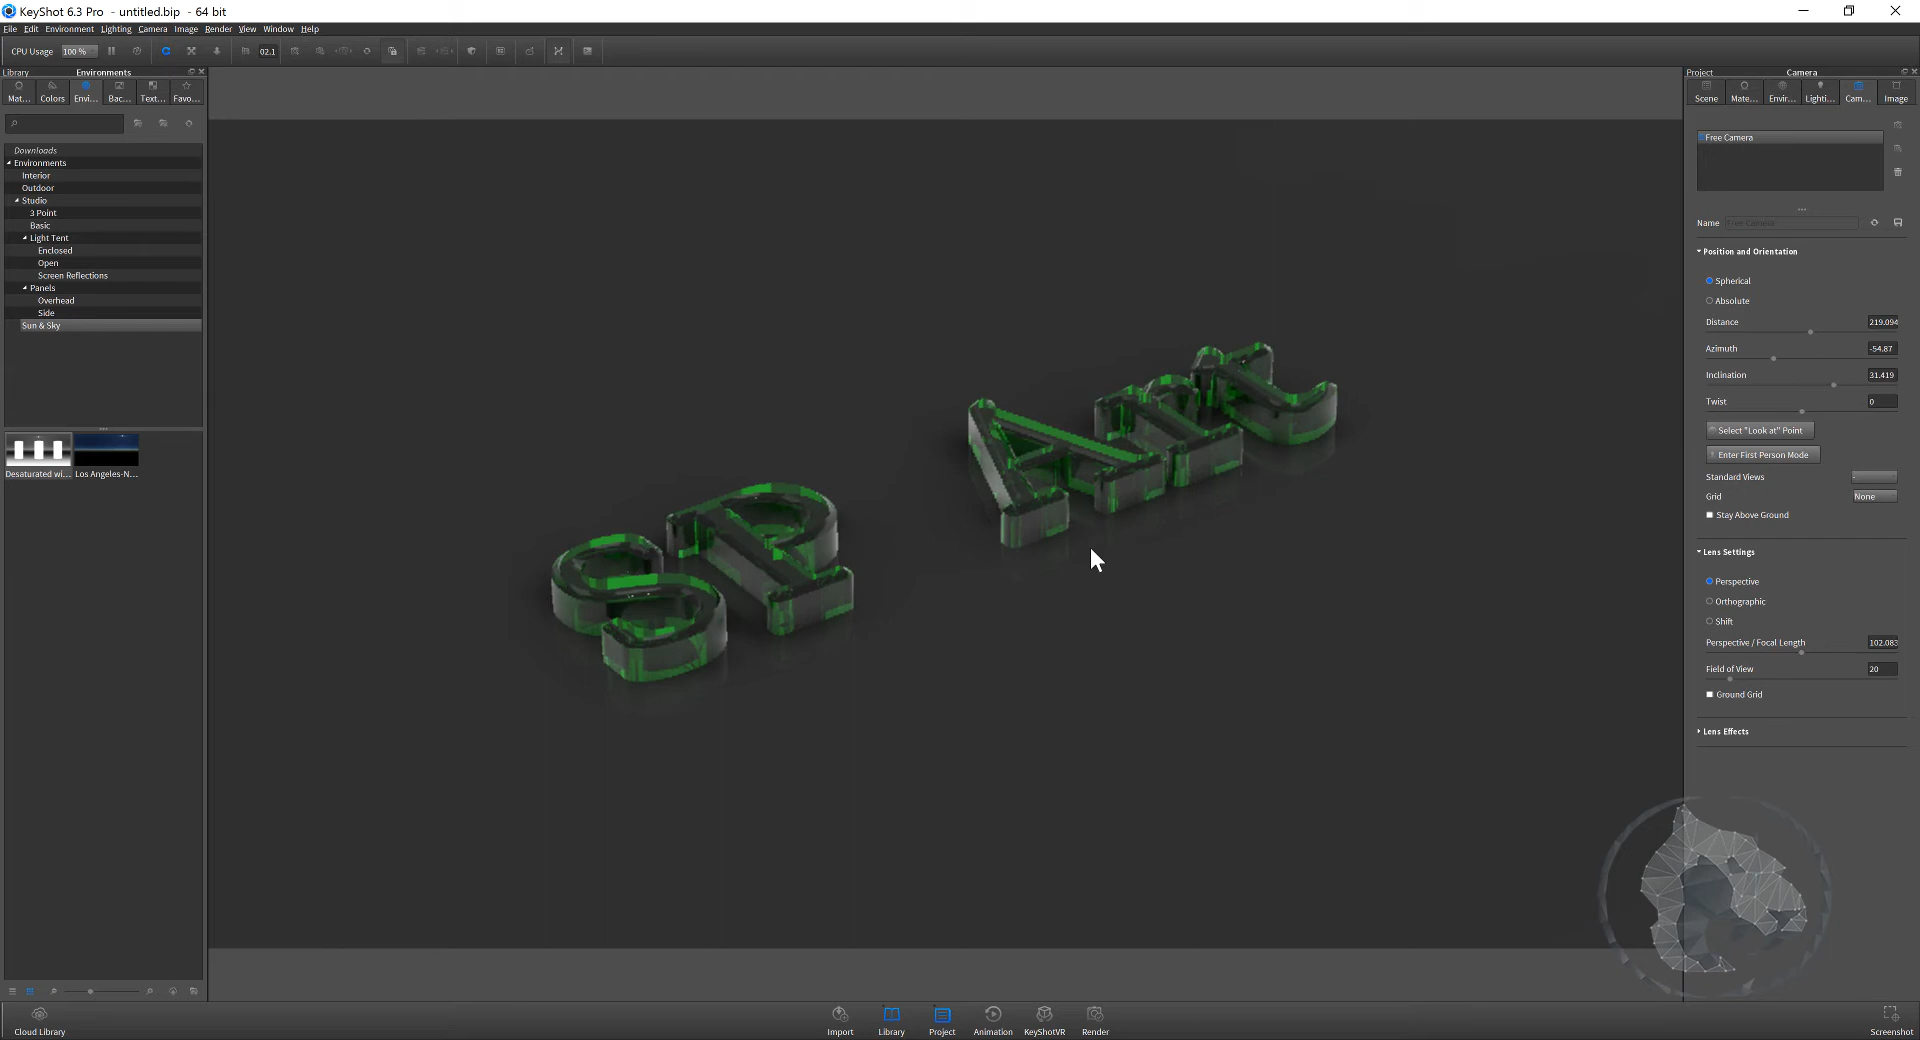 KeyShot 6.3 Pro - untitled.bip - 64 bit
File Edit Environment Lighting Camera Image Render View Window Help
CPU Usage 100 % 02.1
Library Environments
Mat... Colors Envi... Bac... Text... Favo...
Downloads
Environments
Interior
Outdoor
Studio
3 Point
Basic
Light Tent
Enclosed
Open
Screen Reflections
Panels
Overhead
Side
Sun & Sky
Desaturated wi... Los Angeles-N...
Project Camera
Scene Mate... Envir... Lighti... Cam... Image
Free Camera
Name Free Camera
Position and Orientation
Spherical
Absolute
Distance 219.094
Azimuth -54.87
Inclination 31.419
Twist 0
Select "Look at" Point
Enter First Person Mode
Standard Views -
Grid None
Stay Above Ground
Lens Settings
Perspective
Orthographic
Shift
Perspective / Focal Length 102.083
Field of View 20
Ground Grid
Lens Effects
Cloud Library Import Library Project Animation KeyShotVR Render Screenshot